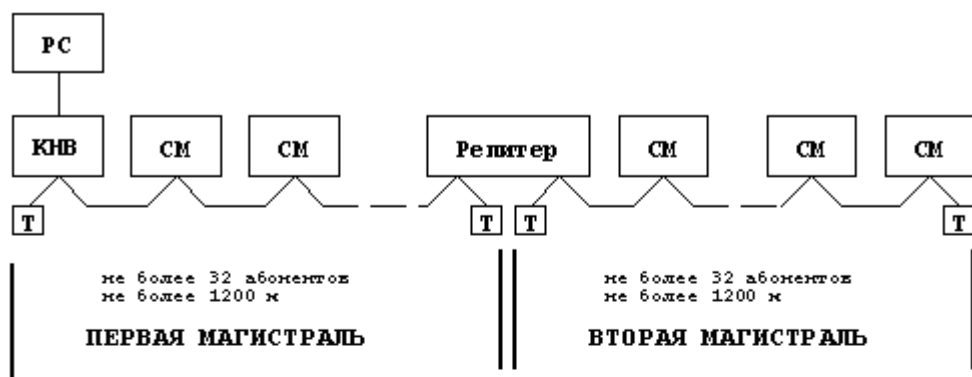 PC
КНВ СМ СМ Репитер СМ СМ СМ
Т Т Т Т
не более 32 абонентов не более 32 абонентов
не более 1200 м не более 1200 м
ПЕРВАЯ МАГИСТРАЛЬ ВТОРАЯ МАГИСТРАЛЬ